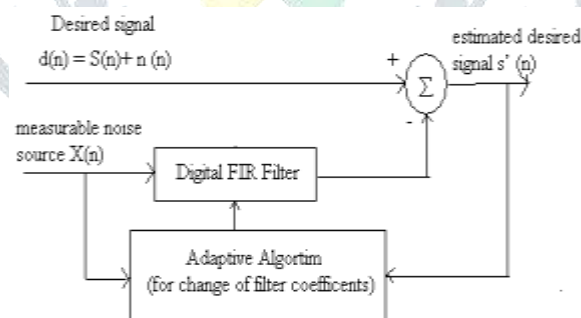 Desired signal
d(n) = S(n)+ n (n)
estimated desired
signal s' (n)
+
Σ
-
measurable noise
source X(n)
Digital FIR Filter
Adaptive Algortim
(for change of filter coefficents)